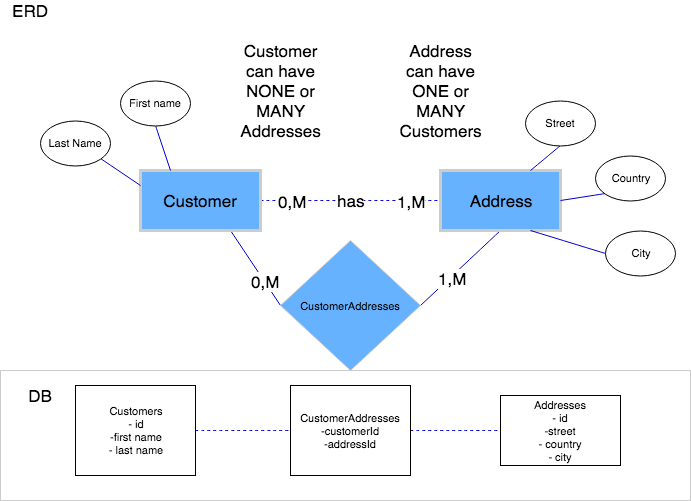 ERD
Customer
can have
NONE or
MANY
Addresses
Address
can have
ONE or
MANY
Customers
First name
Last Name
Street
Country
City
Customer
0,M
has
1,M
Address
0,M
1,M
CustomerAddresses
DB
Customers
- id
-first name
- last name
CustomerAddresses
-customerId
-addressId
Addresses
- id
-street
- country
- city